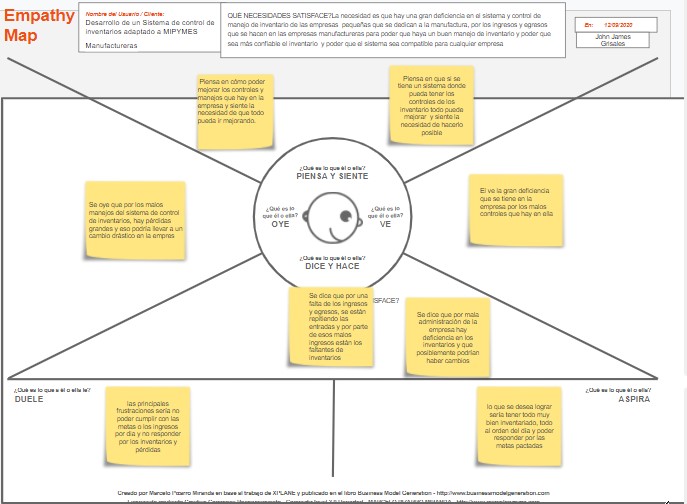 Empathy
Map
Nombre del Usuario / Cliente:
Desarrollo de un Sistema de control de
inventarios adaptado a MIPYMES
Manufactureras
QUE NECESIDADES SATISFACE?La necesidad es que hay una gran deficiencia en el sistema y control de
manejo de inventario de las empresas pequeñas que se dedican a la manufactura, por los ingresos y egresos
que se hacen en las empresas manufactureras para poder que haya un buen manejo de inventario y poder que
sea más confiable el inventario y poder que el sistema sea compatible para cualquier empresa
En: 12/03/2020
John James
Grisales
Piensa en cómo poder
mejorar los controles y
manejos que hay en la
empresa y siente la
necesidad de que todo
pueda ir mejorando.
Piensa en que si se
tiene un sistema donde
pueda tener los
controles de los
inventario todo puede
mejorar y siente la
necesidad de hacerlo
posible
¿Qué es lo que él o ella?
PIENSA Y SIENTE
Se oye que por los malos
manejos del sistema de control
de inventarios, hay pérdidas
grandes y eso podría llevar a un
cambio drástico en la empres
¿Qué es lo
que él o ella?
OYE
¿Qué es lo
que él o ella?
VE
El ve la gran deficiencia
que se tiene en la
empresa por los malos
controles que hay en ella
¿Qué es lo que él o ella?
DICE Y HACE
Se dice que por una
falta de los ingresos
y egresos, se están
repitiendo las
entradas y por parte
de esos malos
ingresos están los
faltantes de
inventarios
SFACE?
Se dice que por mala
administración de la
empresa hay
deficiencia en los
inventarios y que
posiblemente podrían
haber cambios
¿Qué es lo que a él o ella le?
DUELE
las principales
frustraciones sería no
poder cumplir con las
metas o los ingresos
por día y no responder
por los inventarios y
pérdidas
lo que se desea lograr
sería tener todo muy
bien inventariado, todo
al orden del día y poder
responder por las
metas pactadas
¿Qué es lo que él o ella?
ASPIRA
Creado por Marcelo Pizarro Miranda en base al trabajo de XPLANE y publicado en el libro Business Model Generation - http://www.businessmodelgeneration.com